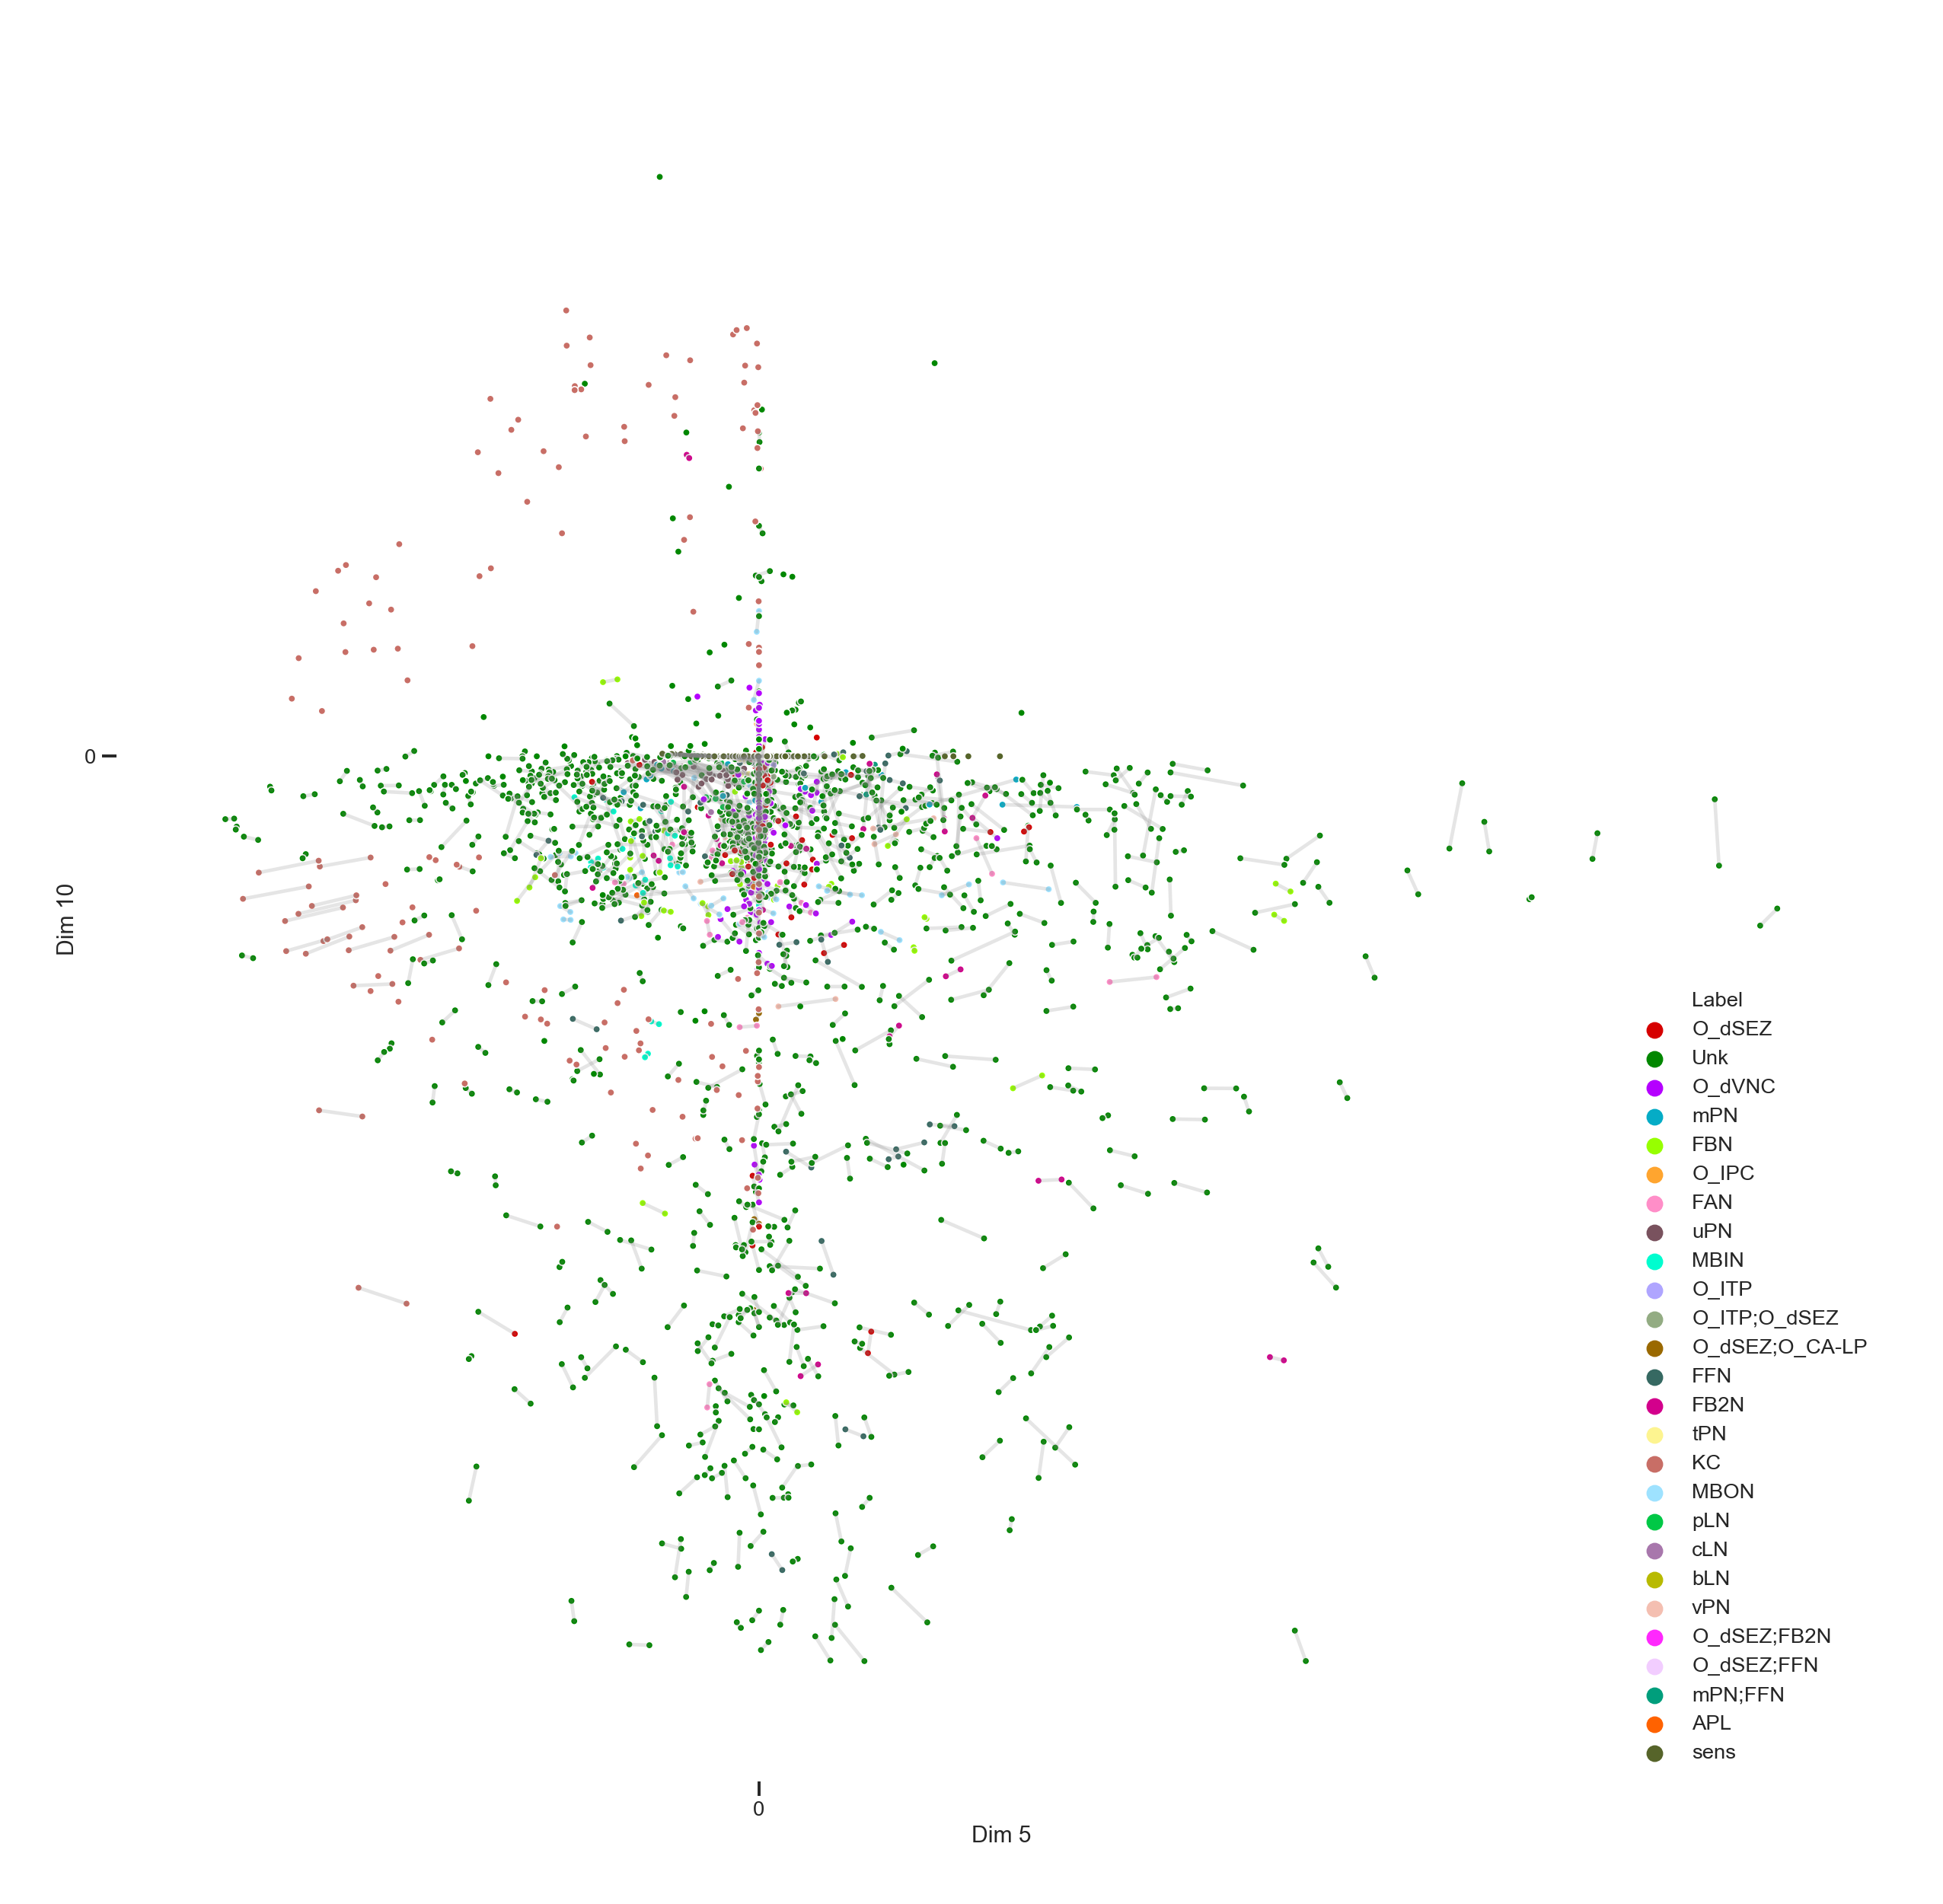 0
Dim 10
Label
O_dSEZ
Unk
O_dVNC
mPN
FBN
O_IPC
FAN
uPN
MBIN
O_ITP
O_ITP;O_dSEZ
O_dSEZ;O_CA-LP
FFN
FB2N
tPN
KC
MBON
pLN
cLN
bLN
vPN
O_dSEZ;FB2N
O_dSEZ;FFN
mPN;FFN
APL
sens
0
Dim 5